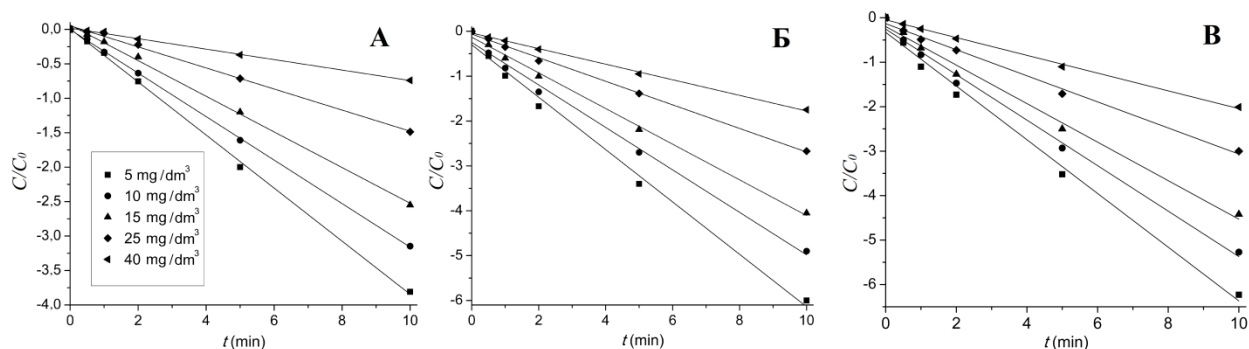 А
C/C₀
0.0
-0.5
-1.0
-1.5
-2.0
-2.5
-3.0
-3.5
-4.0
5 mg/dm³
10 mg/dm³
15 mg/dm³
25 mg/dm³
40 mg/dm³
0 2 4 6 8 10
t (min)
Б
C/C₀
0
-1
-2
-3
-4
-5
-6
0 2 4 6 8 10
t (min)
В
C/C₀
0
-1
-2
-3
-4
-5
-6
0 2 4 6 8 10
t (min)